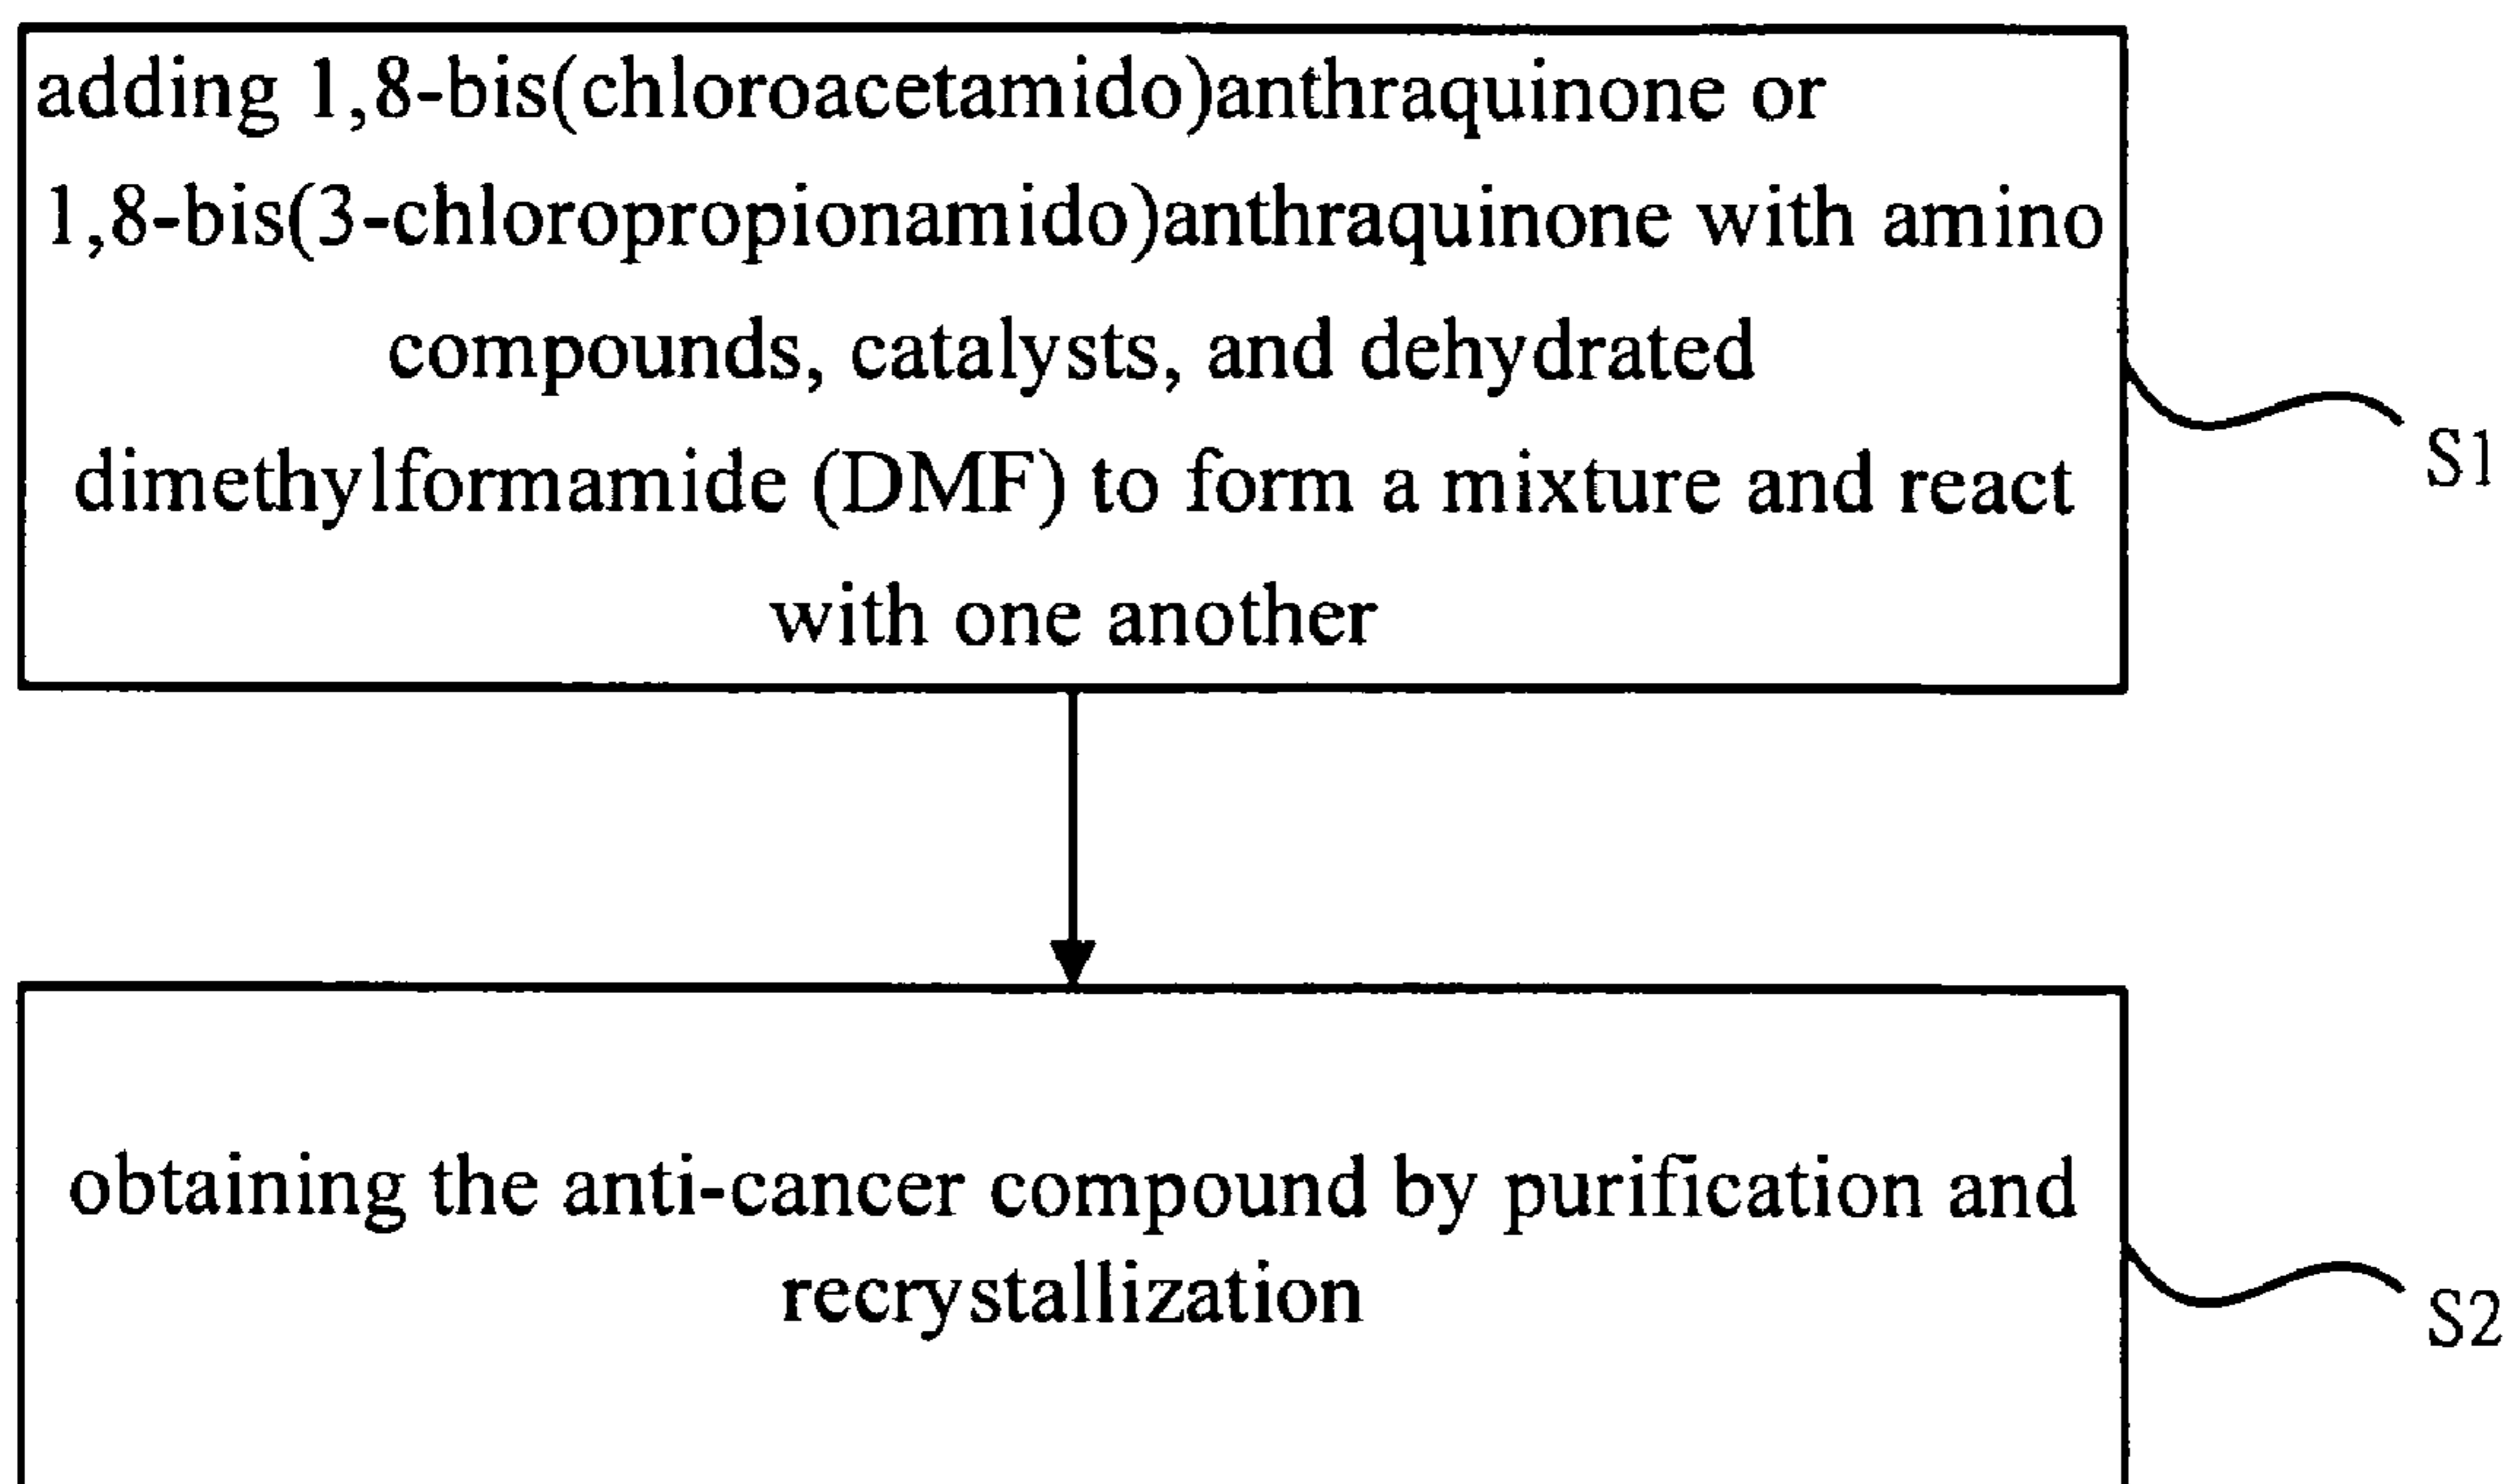 adding 1,8-bis(chloroacetamido)anthraquinone or
1,8-bis(3-chloropropionamido)anthraquinone with amino
compounds, catalysts, and dehydrated
dimethylformamide (DMF) to form a mixture and react
with one another
S1
obtaining the anti-cancer compound by purification and
recrystallization
S2